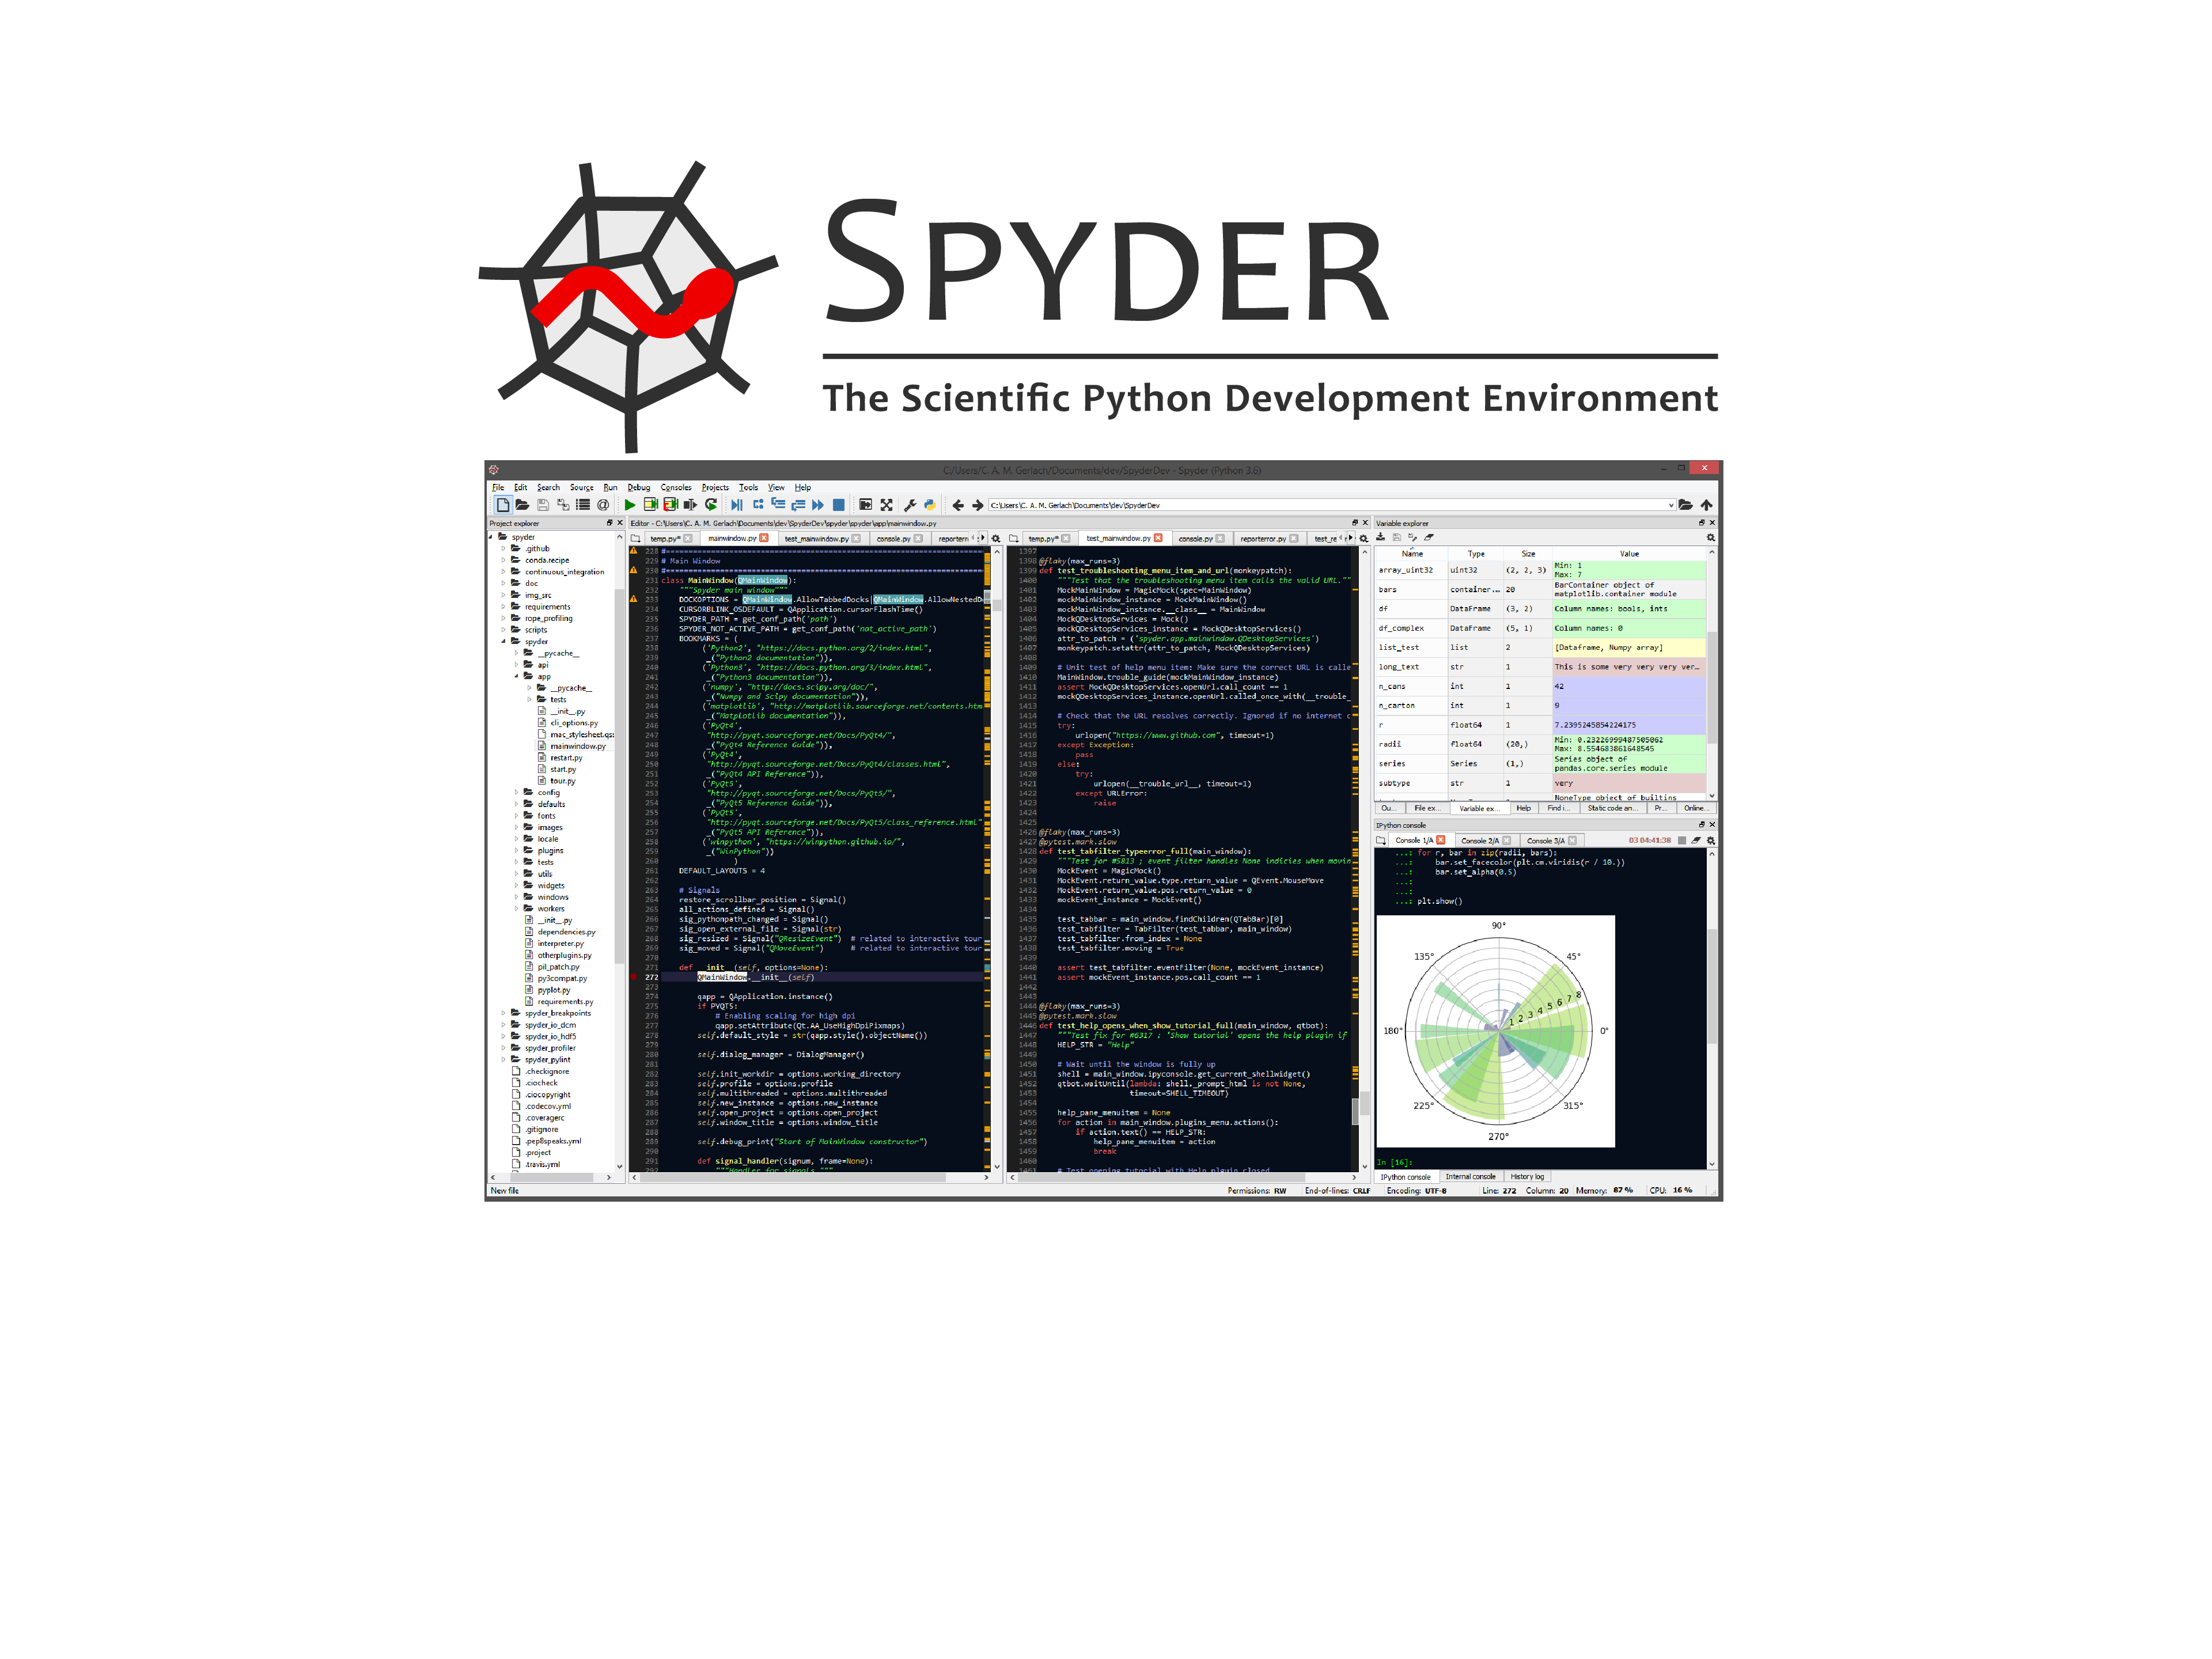 SPYDER
The Scientific Python Development Environment
C:/Users/C. A. M. Gerlach/Documents/dev/SpyderDev - Spyder (Python 3.6)
File Edit Search Source Run Debug Consoles Projects Tools View Help
C:\Users\C. A. M. Gerlach\Documents\dev\SpyderDev
Project explorer
spyder
.github
conda.recipe
continuous_integration
doc
img_src
requirements
rope_profiling
scripts
spyder
__pycache__
api
app
__pycache__
tests
__init__.py
cli_options.py
mac_stylesheet.qss
mainwindow.py
restart.py
start.py
tour.py
config
defaults
fonts
images
locale
plugins
tests
utils
widgets
windows
workers
__init__.py
dependencies.py
interpreter.py
otherplugins.py
pil_patch.py
py3compat.py
pyplot.py
requirements.py
spyder_breakpoints
spyder_io_dcm
spyder_io_hdf5
spyder_profiler
spyder_pylint
.checkignore
.ciocheck
.ciocopyright
.codecov.yml
.coveragerc
.gitignore
.pep8speaks.yml
.project
.travis.yml
Editor - C:\Users\C. A. M. Gerlach\Documents\dev\SpyderDev\spyder\spyder\app\mainwindow.py
temp.py* mainwindow.py test_mainwindow.py console.py reporterr
228 #==============================================
229 # Main Window
230 #==============================================
231 class MainWindow(QMainWindow):
232 """Spyder main window"""
233 DOCKOPTIONS = QMainWindow.AllowTabbedDocks|QMainWindow.AllowNestedD
234 CURSORBLINK_OSDEFAULT = QApplication.cursorFlashTime()
235 SPYDER_PATH = get_conf_path('path')
236 SPYDER_NOT_ACTIVE_PATH = get_conf_path('not_active_path')
237 BOOKMARKS = (
238 ('Python2', "https://docs.python.org/2/index.html",
239 _("Python2 documentation")),
240 ('Python3', "https://docs.python.org/3/index.html",
241 _("Python3 documentation")),
242 ('numpy', "http://docs.scipy.org/doc/",
243 _("Numpy and Scipy documentation")),
244 ('matplotlib', "http://matplotlib.sourceforge.net/contents.htm
245 _("Matplotlib documentation")),
246 ('PyQt4',
247 "http://pyqt.sourceforge.net/Docs/PyQt4/",
248 _("PyQt4 Reference Guide")),
249 ('PyQt4',
250 "http://pyqt.sourceforge.net/Docs/PyQt4/classes.html",
251 _("PyQt4 API Reference")),
252 ('PyQt5',
253 "http://pyqt.sourceforge.net/Docs/PyQt5/",
254 _("PyQt5 Reference Guide")),
255 ('PyQt5',
256 "http://pyqt.sourceforge.net/Docs/PyQt5/class_reference.html"
257 _("PyQt5 API Reference")),
258 ('winpython', "https://winpython.github.io/",
259 _("WinPython"))
260 )
261 DEFAULT_LAYOUTS = 4
262
263 # Signals
264 restore_scrollbar_position = Signal()
265 all_actions_defined = Signal()
266 sig_pythonpath_changed = Signal()
267 sig_open_external_file = Signal(str)
268 sig_resized = Signal("QResizeEvent") # related to interactive tour
269 sig_moved = Signal("QMoveEvent") # related to interactive tour
270
271 def __init__(self, options=None):
272 QMainWindow.__init__(self)
273
274 qapp = QApplication.instance()
275 if PYQT5:
276 # Enabling scaling for high dpi
277 qapp.setAttribute(Qt.AA_UseHighDpiPixmaps)
278 self.default_style = str(qapp.style().objectName())
279
280 self.dialog_manager = DialogManager()
281
282 self.init_workdir = options.working_directory
283 self.profile = options.profile
284 self.multithreaded = options.multithreaded
285 self.new_instance = options.new_instance
286 self.open_project = options.open_project
287 self.window_title = options.window_title
288
289 self.debug_print("Start of MainWindow constructor")
290
291 def signal_handler(signum, frame=None):
292 """Handler for signals."""
temp.py* test_mainwindow.py console.py reporterror.py test_re
1397
1398 @flaky(max_runs=3)
1399 def test_troubleshooting_menu_item_and_url(monkeypatch):
1400 """Test that the troubleshooting menu item calls the valid URL."""
1401 MockMainWindow = MagicMock(spec=MainWindow)
1402 mockMainWindow_instance = MockMainWindow()
1403 mockMainWindow_instance.__class__ = MainWindow
1404 MockQDesktopServices = Mock()
1405 mockQDesktopServices_instance = MockQDesktopServices()
1406 attr_to_patch = ('spyder.app.mainwindow.QDesktopServices')
1407 monkeypatch.setattr(attr_to_patch, MockQDesktopServices)
1408
1409 # Unit test of help menu item: Make sure the correct URL is calle
1410 MainWindow.trouble_guide(mockMainWindow_instance)
1411 assert MockQDesktopServices.openUrl.call_count == 1
1412 mockQDesktopServices_instance.openUrl.called_once_with(__trouble_
1413
1414 # Check that the URL resolves correctly. Ignored if no internet c
1415 try:
1416 urlopen("https://www.github.com", timeout=1)
1417 except Exception:
1418 pass
1419 else:
1420 try:
1421 urlopen(__trouble_url__, timeout=1)
1422 except URLError:
1423 raise
1424
1425
1426 @flaky(max_runs=3)
1427 @pytest.mark.slow
1428 def test_tabfilter_typeerror_full(main_window):
1429 """Test for #5813 ; event filter handles None indicies when movin
1430 MockEvent = MagicMock()
1431 MockEvent.return_value.type.return_value = QEvent.MouseMove
1432 MockEvent.return_value.pos.return_value = 0
1433 mockEvent_instance = MockEvent()
1434
1435 test_tabbar = main_window.findChildren(QTabBar)[0]
1436 test_tabfilter = TabFilter(test_tabbar, main_window)
1437 test_tabfilter.from_index = None
1438 test_tabfilter.moving = True
1439
1440 assert test_tabfilter.eventFilter(None, mockEvent_instance)
1441 assert mockEvent_instance.pos.call_count == 1
1442
1443
1444 @flaky(max_runs=3)
1445 @pytest.mark.slow
1446 def test_help_opens_when_show_tutorial_full(main_window, qtbot):
1447 """Test fix for #6317 : 'Show tutorial' opens the help plugin if
1448 HELP_STR = "Help"
1449
1450 # Wait until the window is fully up
1451 shell = main_window.ipyconsole.get_current_shellwidget()
1452 qtbot.waitUntil(lambda: shell._prompt_html is not None,
1453 timeout=SHELL_TIMEOUT)
1454
1455 help_pane_menuitem = None
1456 for action in main_window.plugins_menu.actions():
1457 if action.text() == HELP_STR:
1458 help_pane_menuitem = action
1459 break
1460
1461 # Test opening tutorial with Help plguin closed
Variable explorer
Name Type Size Value
array_uint32 uint32 (2, 2, 3) Min: 1
Max: 7
bars container... 20 BarContainer object of
matplotlib.container module
df DataFrame (3, 2) Column names: bools, ints
df_complex DataFrame (5, 1) Column names: 0
list_test list 2 [Dataframe, Numpy array]
long_text str 1 This is some very very very ver...
n_cans int 1 42
n_carton int 1 9
r float64 1 7.2395245854224175
radii float64 (20,) Min: 0.23226999487505062
Max: 8.554683861648545
series Series (1,) Series object of
pandas.core.series module
subtype str 1 very
NoneType object of builtins
Ou... File ex... Variable ex... Help Find i... Static code an... Pr... Online...
IPython console
Console 1/A Console 2/A Console 3/A 03 04:41:38
...: for r, bar in zip(radii, bars):
...: bar.set_facecolor(plt.cm.viridis(r / 10.))
...: bar.set_alpha(0.5)
...:
...:
...: plt.show()
90°
135° 45°
1 2 3 4 5 6 7 8
180° 0°
225° 315°
270°
In [16]:
IPython console Internal console History log
New file Permissions: RW End-of-lines: CRLF Encoding: UTF-8 Line: 272 Column: 20 Memory: 87 % CPU: 16 %